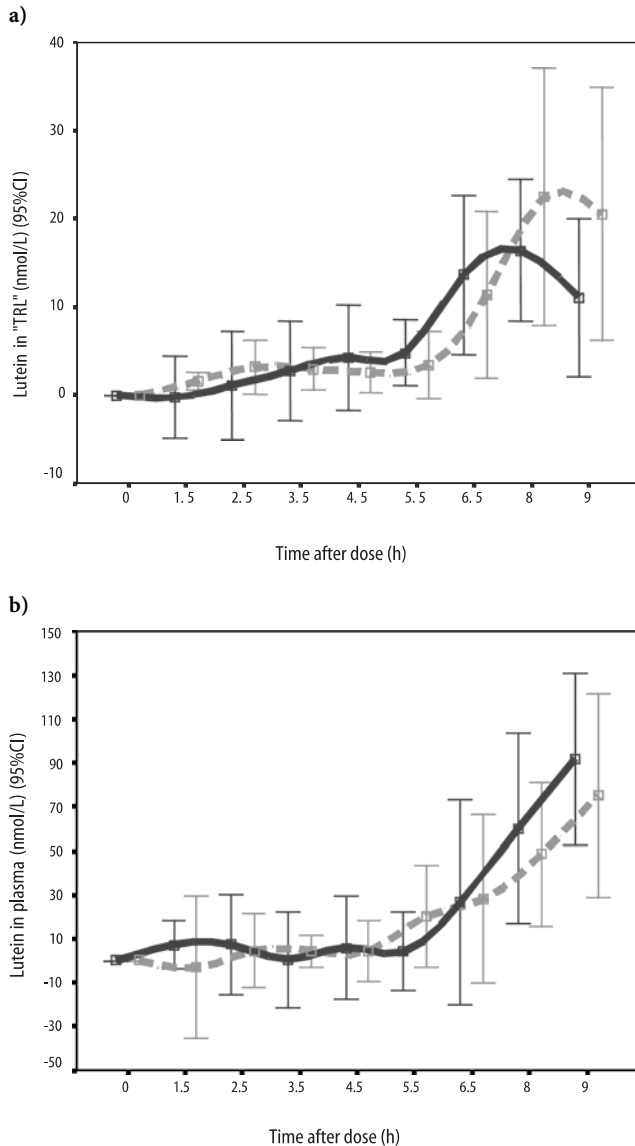 a)
40
30
20
10
0
-10
Lutein in "TRL" (nmol/L) (95%CI)
0 1. 5 2. 5 3. 5 4. 5 5. 5 6. 5 8 9
Time after dose (h)
b)
150
130
110
90
70
50
30
10
-10
-30
-50
Lutein in plasma (nmol/L) (95%CI)
0 1.5 2.5 3.5 4.5 5.5 6.5 8 9
Time after dose (h)